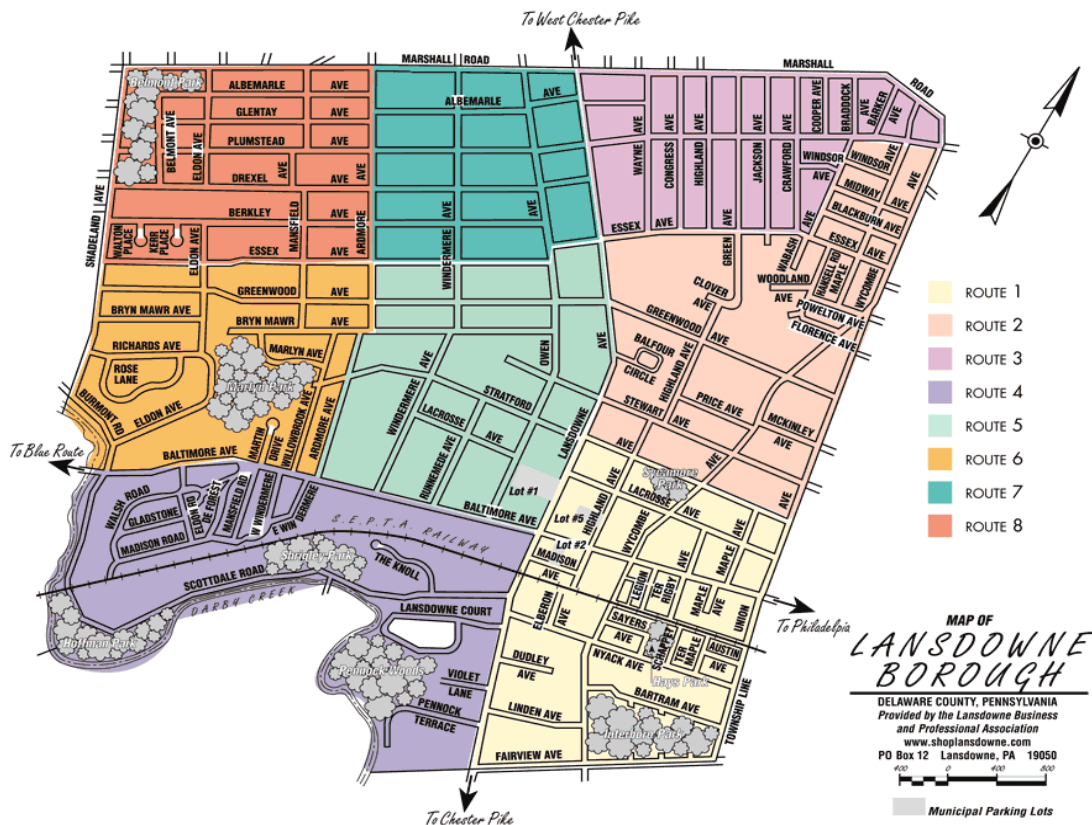 To West Chester Pike
MARSHALL ROAD
MARSHALL
ROAD
Belmont Park
ALBEMARLE AVE
ALBEMARLE AVE
GLENTAY AVE
PLUMSTEAD AVE
DREXEL AVE
BERKLEY AVE
ESSEX AVE
BELMONT AVE
ELDON AVE
MANSFIELD
AVE
ARDMORE
AVE
WINDERMERE
AVE
SHADELAND AVE
WALTON PLACE
KERR PLACE
ELDON AVE
WAYNE
AVE
CONGRESS
AVE
HIGHLAND
AVE
JACKSON
AVE
CRAWFORD
AVE
COOPER AVE
BRADDOCK
AVE
BARKER
AVE
WINDSOR
AVE
WINDSOR
AVE
MIDWAY
BLACKBURN AVE
ESSEX
AVE
ESSEX AVE
GREEN
AVE
WABASH
HANSELL RD
MAPLE
WYCOMBE
AVE
WOODLAND
AVE
POWELTON AVE
FLORENCE AVE
CLOVER
AVE
GREENWOOD
AVE
GREENWOOD AVE
BRYN MAWR AVE
BRYN MAWR AVE
RICHARDS AVE
MARLYN AVE
ROSE
LANE
Marlyn Park
BURMONT RD
ELDON AVE
BALTIMORE AVE
MARTIN
DRIVE
WILLOWBROOK AVE
ARDMORE AVE
WINDERMERE
AVE
LACROSSE
AVE
STRATFORD
AVE
OWEN
AVE
LANSDOWNE
AVE
RUNNEMEDE AVE
BALTIMORE AVE
BALFOUR
CIRCLE
HIGHLAND AVE
STEWART
AVE
PRICE AVE
MCKINLEY
AVE
Sycamore
Park
LACROSSE
AVE
Lot #1
Lot #5
Lot #2
HIGHLAND
AVE
WYCOMBE
AVE
MADISON
AVE
ELBERON
AVE
LEGION
TER
RIGBY
AVE
MAPLE
AVE
MAPLE
AVE
UNION
AVE
SAYERS
AVE
SCHAPPET
TER
MAPLE
AUSTIN
AVE
NYACK AVE
Hays Park
BARTRAM AVE
DUDLEY
AVE
LINDEN AVE
Interboro Park
FAIRVIEW AVE
TOWNSHIP LINE
To Blue Route
WALSH ROAD
GLADSTONE
MADISON ROAD
ELDON RD
DE FOREST
MANSFIELD RD
W WINDERMERE
E WINDERMERE
S.E.P.T.A. RAILWAY
Shrigley Park
THE KNOLL
SCOTTDALE ROAD
DARBY CREEK
Hoffman Park
LANSDOWNE COURT
Pennock Woods
VIOLET
LANE
PENNOCK
TERRACE
To Chester Pike
To Philadelpia
ROUTE 1
ROUTE 2
ROUTE 3
ROUTE 4
ROUTE 5
ROUTE 6
ROUTE 7
ROUTE 8
MAP OF
LANSDOWNE
BOROUGH
DELAWARE COUNTY, PENNSYLVANIA
Provided by the Lansdowne Business
and Professional Association
www.shoplansdowne.com
PO Box 12 Lansdowne, PA 19050
400 0 400 800
Municipal Parking Lots